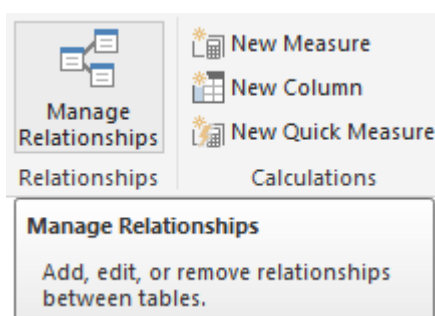 Manage
Relationships
Relationships
New Measure
New Column
New Quick Measure
Calculations
Manage Relationships
Add, edit, or remove relationships
between tables.